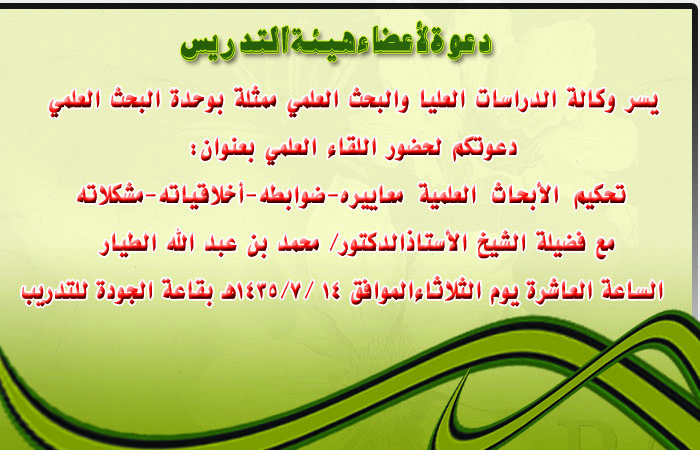 دعوة لأعضاء هيئة التدريس
يسر وكالة الدراسات العليا والبحث العلمي ممثلة بوحدة البحث العلمي
دعوتكم لحضور اللقاء العلمي بعنوان:
تحكيم الأبحاث العلمية معاييره-ضوابطه-أخلاقياته-مشكلاته
مع فضيلة الشيخ الأستاذالدكتور/ محمد بن عبد الله الطيار
الساعة العاشرة يوم الثلاثاءالموافق ١٤ /١٤٣٥/٧هـ بقاعة الجودة للتدريب